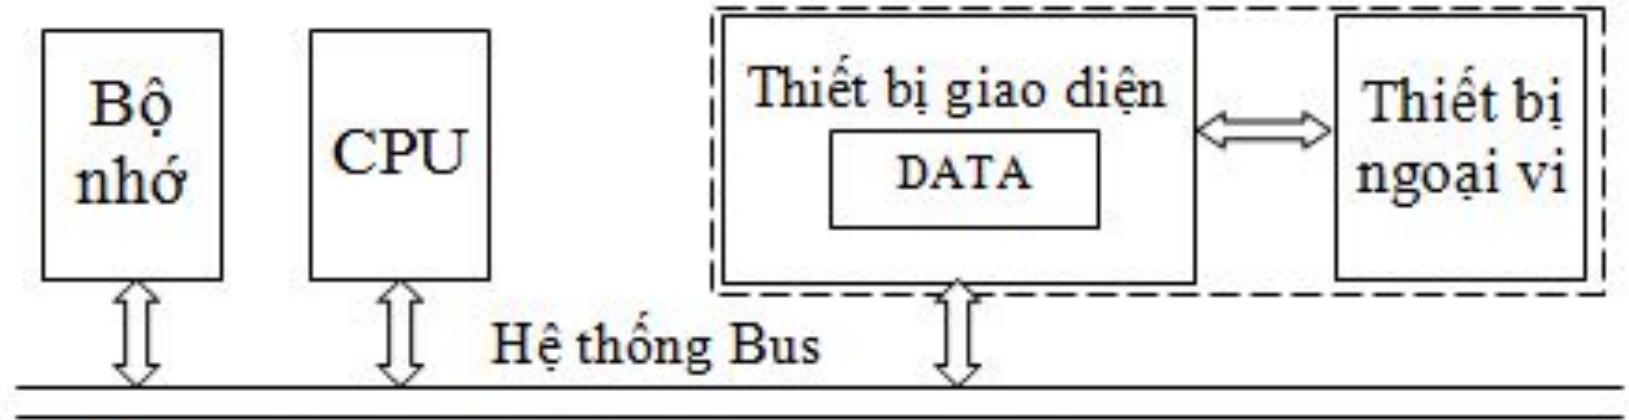 Bộ
nhớ
CPU
Thiết bị giao diện
DATA
Thiết bị
ngoại vi
Hệ thống Bus